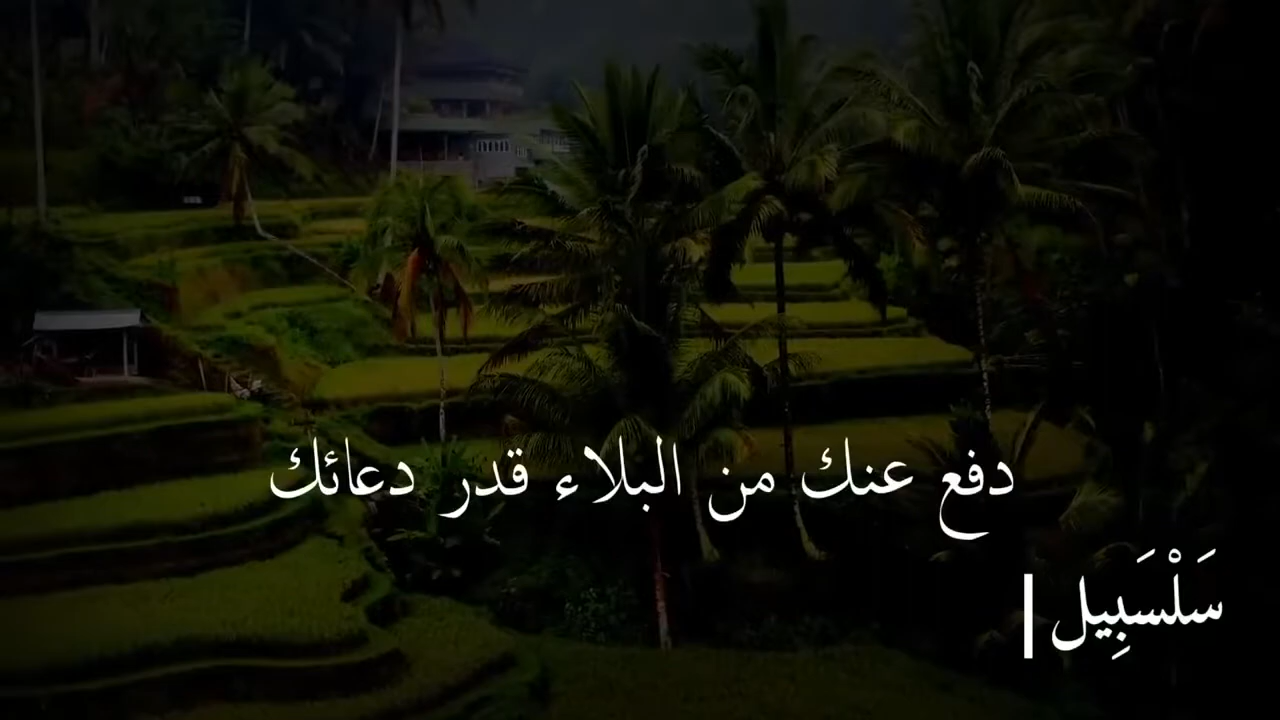 دفع عنك من البلاء قدر دعائك
سَلْسَبِيل |